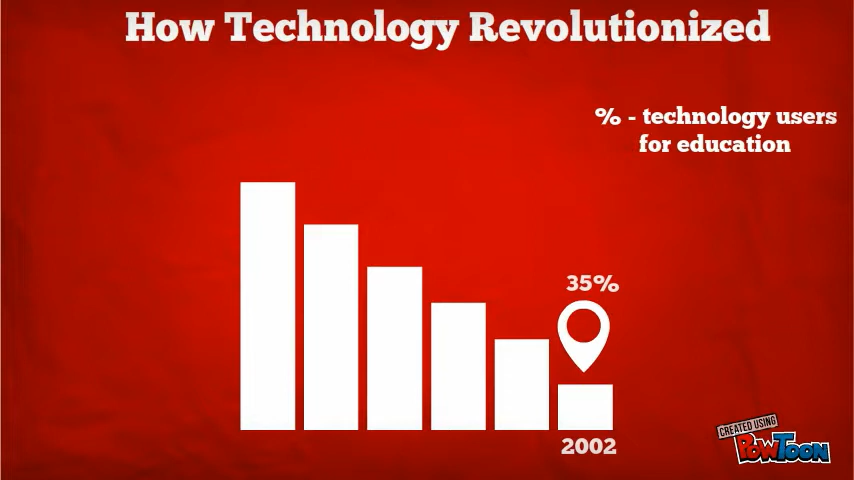 How Technology Revolutionized
% - technology users
for education
35%
2002
CREATED USING
POWTOON